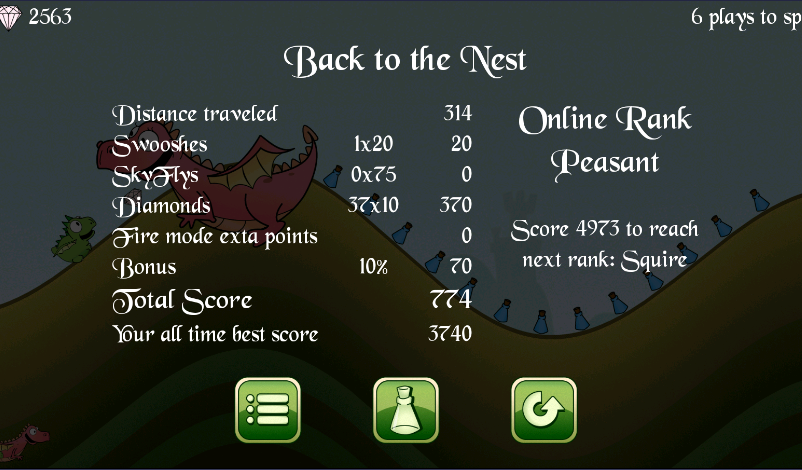 2563
6 plays to sp
Back to the Nest
Distance traveled 314
Swooshes 1x20 20
SkyFlys 0x75 0
Diamonds 37x10 370
Fire mode exta points 0
Bonus 10% 70
Total Score 774
Your all time best score 3740
Online Rank
Peasant
Score 4973 to reach
next rank: Squire